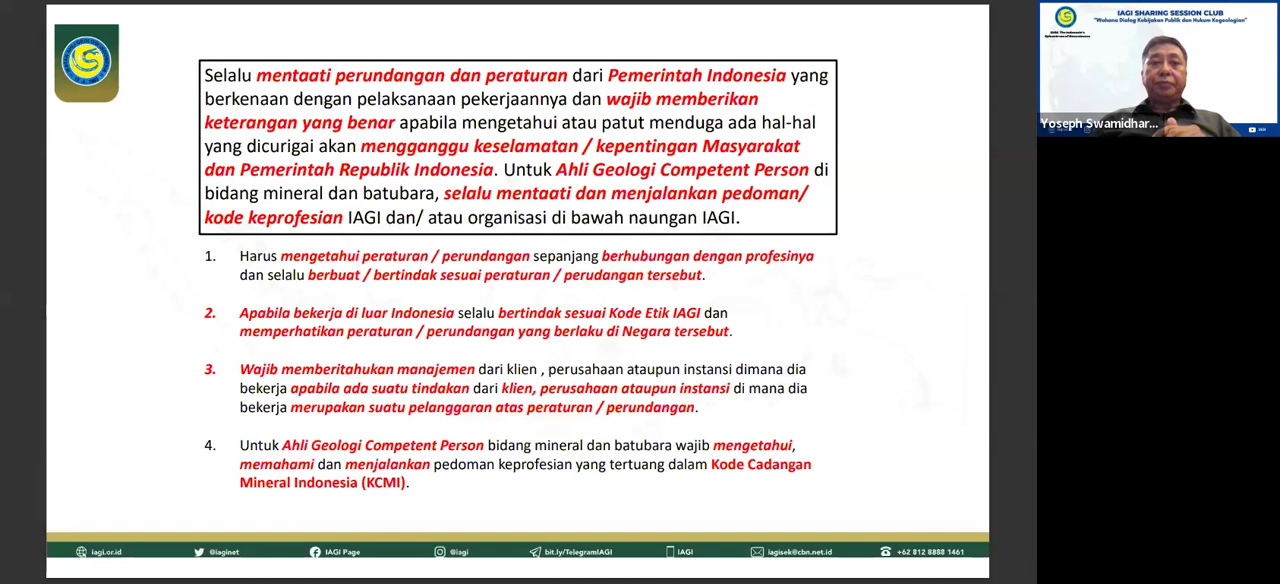 Selalu mentaati perundangan dan peraturan dari Pemerintah Indonesia yang
berkenaan dengan pelaksanaan pekerjaannya dan wajib memberikan
keterangan yang benar apabila mengetahui atau patut menduga ada hal-hal
yang dicurigai akan mengganggu keselamatan / kepentingan Masyarakat
dan Pemerintah Republik Indonesia. Untuk Ahli Geologi Competent Person di
bidang mineral dan batubara, selalu mentaati dan menjalankan pedoman/
kode keprofesian IAGI dan/ atau organisasi di bawah naungan IAGI.
1. Harus mengetahui peraturan / perundangan sepanjang berhubungan dengan profesinya
dan selalu berbuat / bertindak sesuai peraturan / perudangan tersebut.
2. Apabila bekerja di luar Indonesia selalu bertindak sesuai Kode Etik IAGI dan
memperhatikan peraturan / perundangan yang berlaku di Negara tersebut.
3. Wajib memberitahukan manajemen dari klien , perusahaan ataupun instansi dimana dia
bekerja apabila ada suatu tindakan dari klien, perusahaan ataupun instansi di mana dia
bekerja merupakan suatu pelanggaran atas peraturan / perundangan.
4. Untuk Ahli Geologi Competent Person bidang mineral dan batubara wajib mengetahui,
memahami dan menjalankan pedoman keprofesian yang tertuang dalam Kode Cadangan
Mineral Indonesia (KCMI).
iagi.or.id @iaginet IAGI Page @iagi bit.ly/TelegramIAGI IAGI iagisek@cbn.net.id +62 812 8888 1461
IAGI SHARING SESSION CLUB
"Wahana Dialog Kebijakan Publik dan Hukum Kegeologian"
Yoseph Swamidhar...